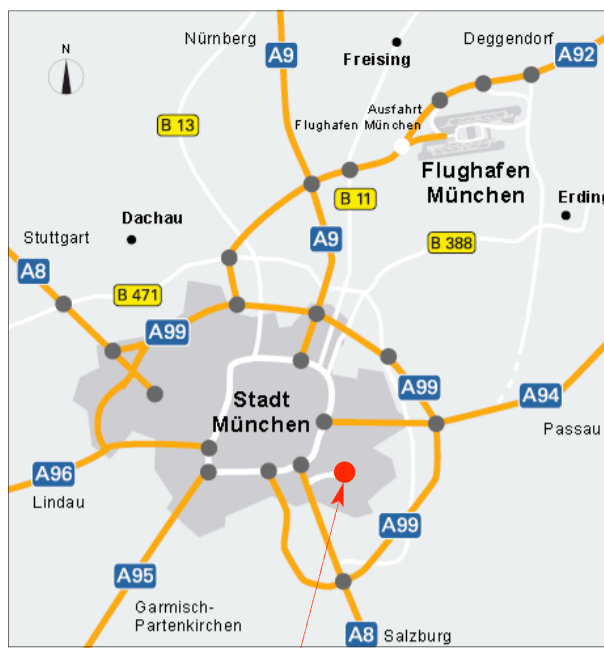 Nürnberg
Deggendorf
N
A9
Freising
A92
Ausfahrt
Flughafen München
B 13
Flughafen
München
B 11
Erding
Dachau
Stuttgart
A9
B 388
A8
B 471
A99
A99
Stadt
München
A94
Passau
A96
Lindau
A99
A95
Garmisch-
Partenkirchen
A8
Salzburg